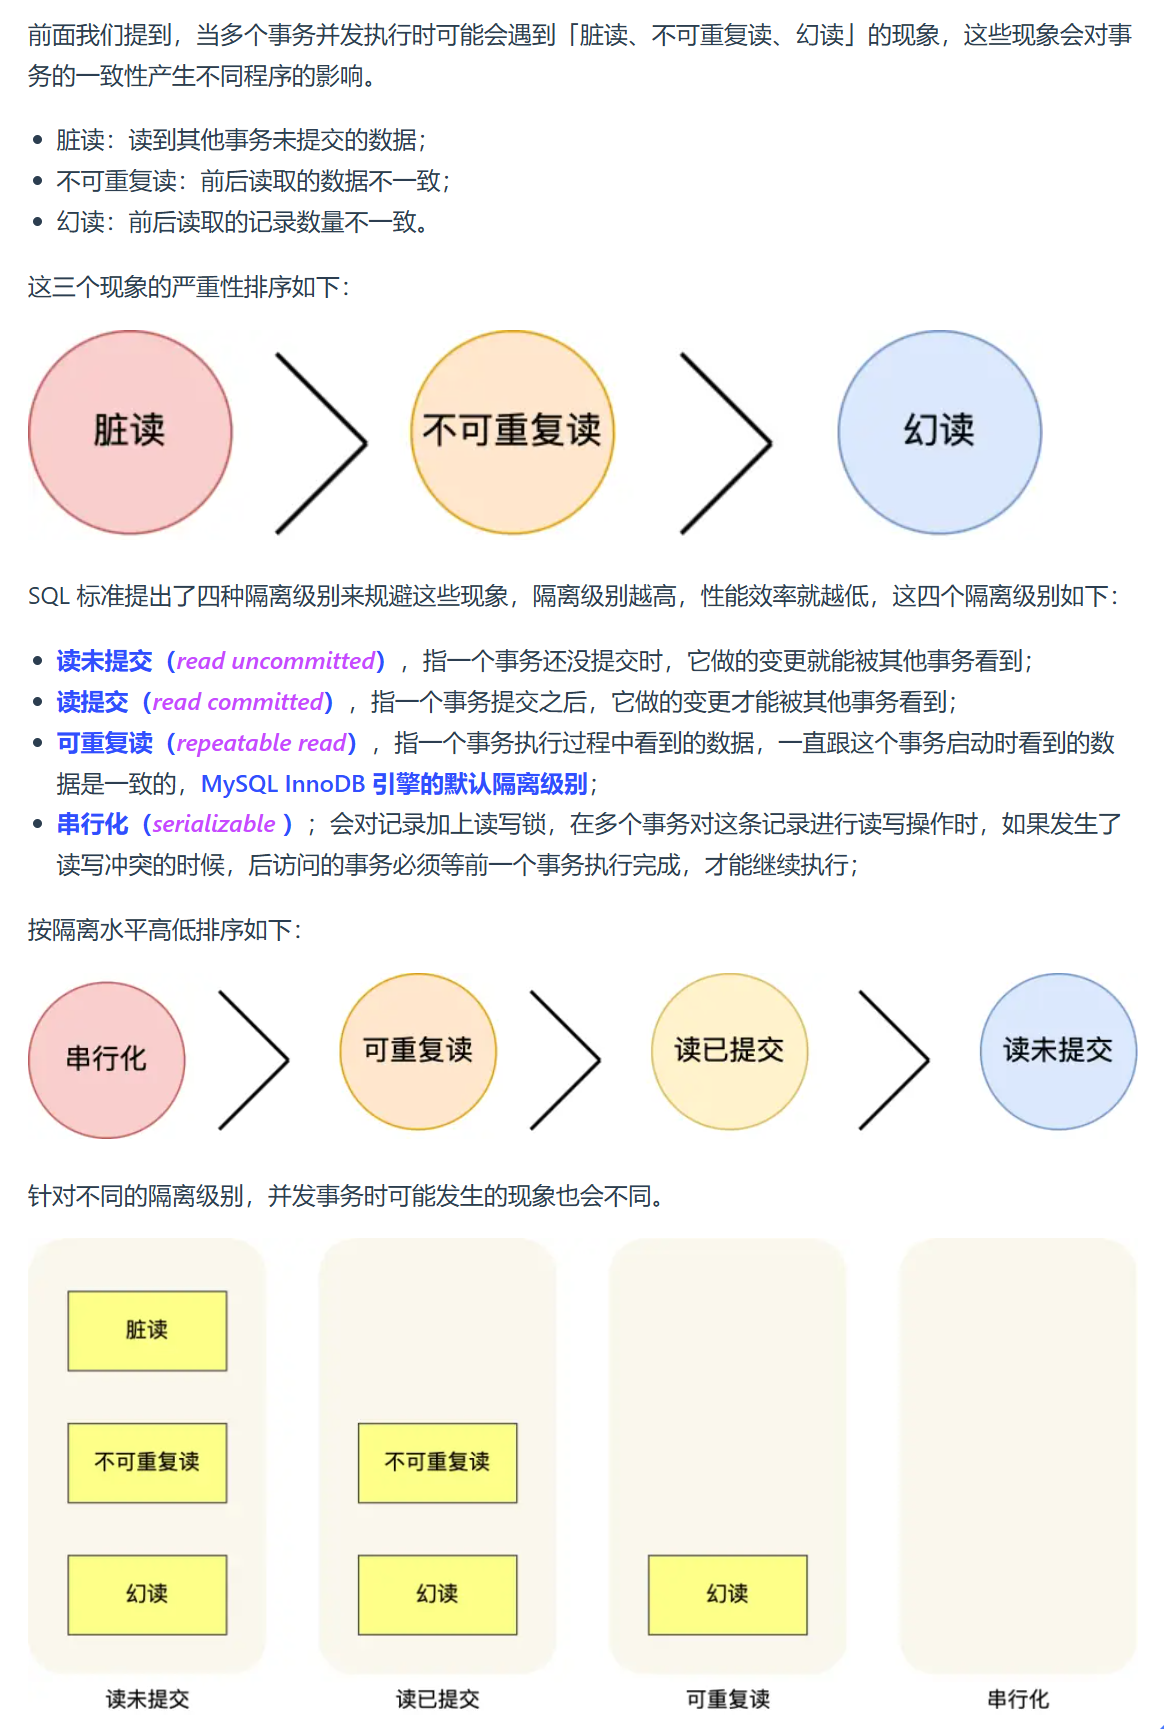 前面我们提到，当多个事务并发执行时可能会遇到「脏读、不可重复读、幻读」的现象，这些现象会对事
务的一致性产生不同程序的影响。
脏读：读到其他事务未提交的数据；
不可重复读：前后读取的数据不一致；
幻读：前后读取的记录数量不一致。
这三个现象的严重性排序如下：
脏读
不可重复读
幻读
SQL 标准提出了四种隔离级别来规避这些现象，隔离级别越高，性能效率就越低，这四个隔离级别如下：
读未提交（read uncommitted），指一个事务还没提交时，它做的变更就能被其他事务看到；
读提交（read committed），指一个事务提交之后，它做的变更才能被其他事务看到；
可重复读（repeatable read），指一个事务执行过程中看到的数据，一直跟这个事务启动时看到的数
据是一致的，MySQL InnoDB 引擎的默认隔离级别；
串行化（serializable ）；会对记录加上读写锁，在多个事务对这条记录进行读写操作时，如果发生了
读写冲突的时候，后访问的事务必须等前一个事务执行完成，才能继续执行；
按隔离水平高低排序如下：
串行化
可重复读
读已提交
读未提交
针对不同的隔离级别，并发事务时可能发生的现象也会不同。
脏读
不可重复读
幻读
读未提交
不可重复读
幻读
读已提交
幻读
可重复读
串行化